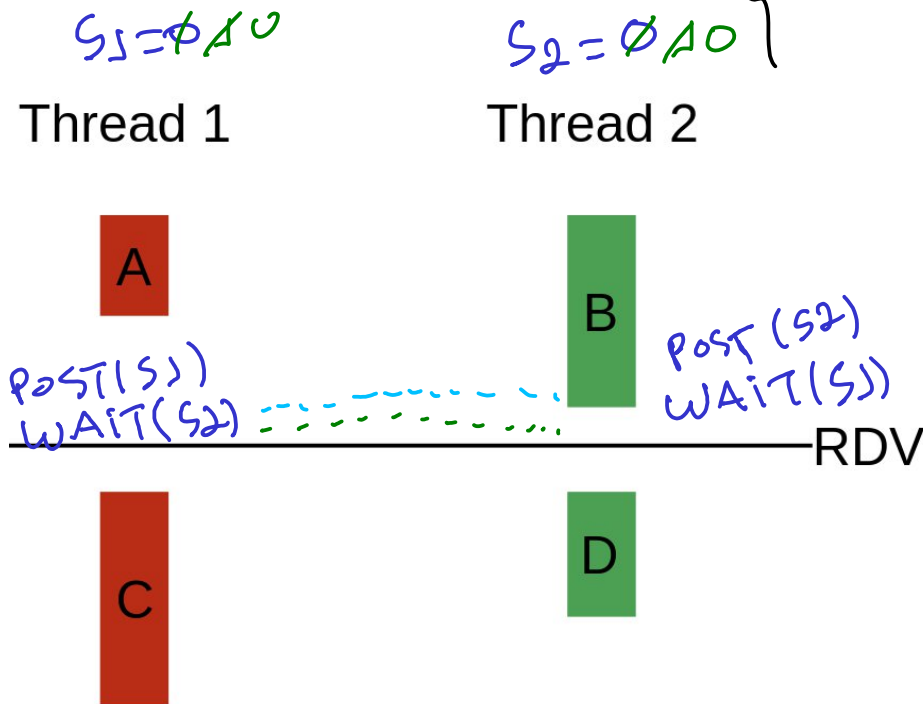 S1=0 1 0
S2=0 1 0
Thread 1
Thread 2
A
B
POST(S1)
WAIT(S2)
POST(S2)
WAIT(S1)
RDV
C
D